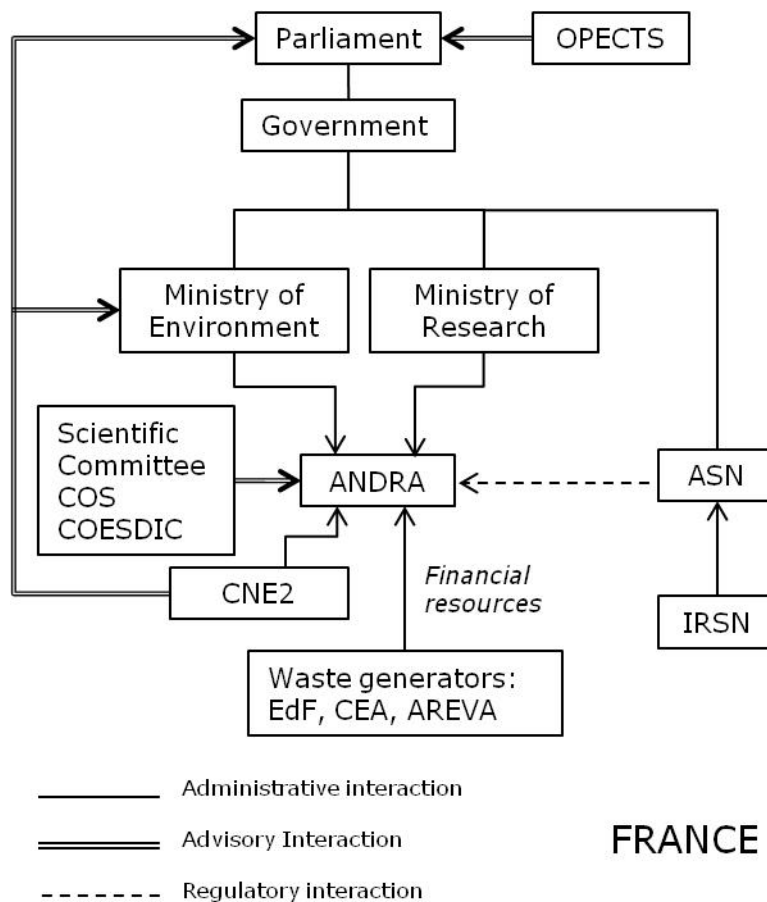 Parliament
OPECTS
Government
Ministry of
Environment
Ministry of
Research
Scientific
Committee
COS
COESDIC
ANDRA
ASN
CNE2
Financial
resources
IRSN
Waste generators:
EdF, CEA, AREVA
Administrative interaction
Advisory Interaction
FRANCE
Regulatory interaction